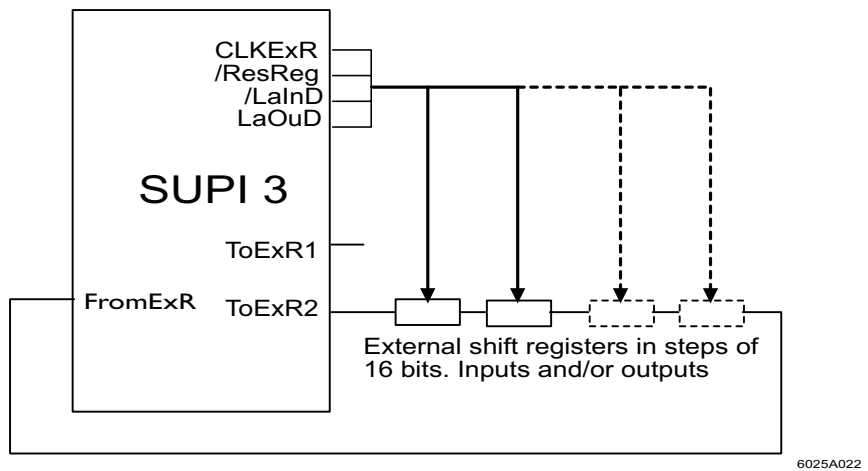 CLKExR
/ResReg
/LaInD
LaOuD
SUPI 3
ToExR1
FromExR
ToExR2
External shift registers in steps of
16 bits. Inputs and/or outputs
6025A022